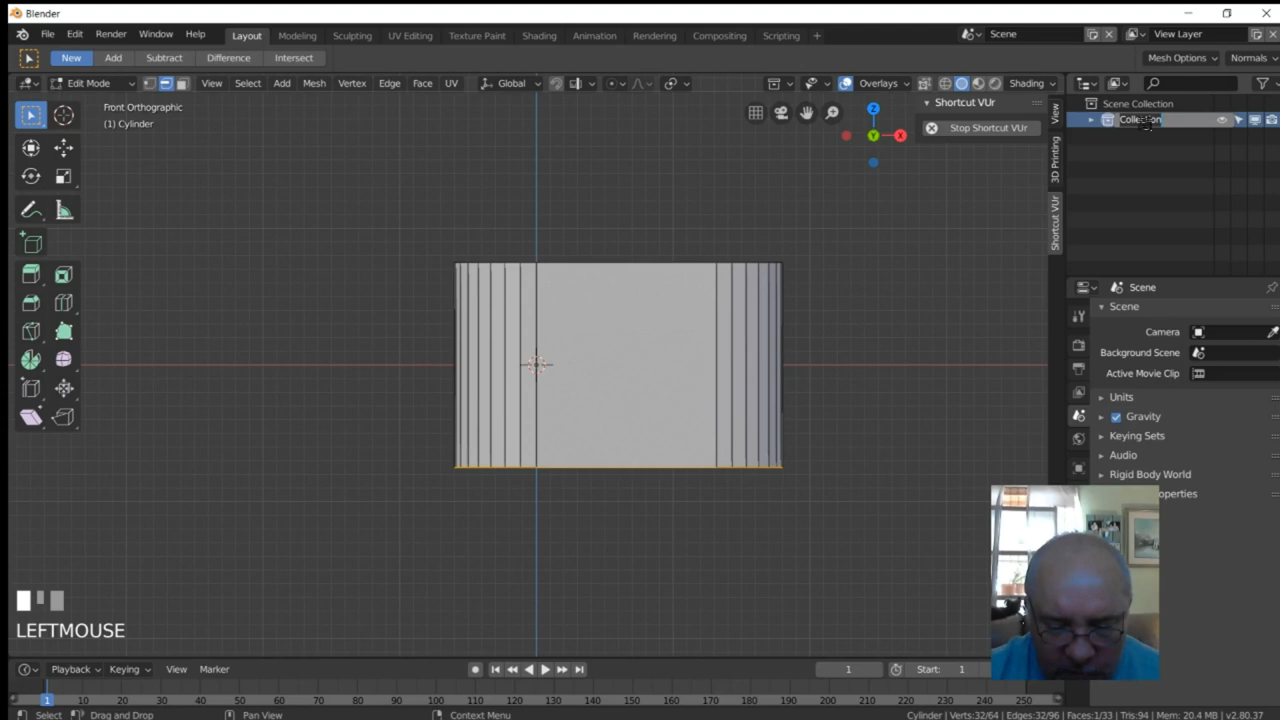 Blender
File Edit Render Window Help Layout Modeling Sculpting UV Editing Texture Paint Shading Animation Rendering Compositing Scripting + Scene View Layer
New Add Subtract Difference Intersect Mesh Options Normals
Edit Mode View Select Add Mesh Vertex Edge Face UV Global Overlays Shading
Front Orthographic
(1) Cylinder
Z
Y
X
Shortcut VUr
Stop Shortcut VUr
View
3D Printing
Shortcut VUr
Scene Collection
Collection
Scene
Scene
Camera
Background Scene
Active Movie Clip
Units
Gravity
Keying Sets
Audio
Rigid Body World
operties
LEFTMOUSE
Playback Keying View Marker 1 Start: 1
1 10 20 30 40 50 60 70 80 90 100 110 120 130 140 150 160 170 180 190 200 210 220 230 240 250
Select Drag and Drop Pan View Context Menu Cylinder | Verts:32/64 | Edges:32/96 | Faces:1/33 | Tris:94 | Mem: 20.4 MB | v2.80.37